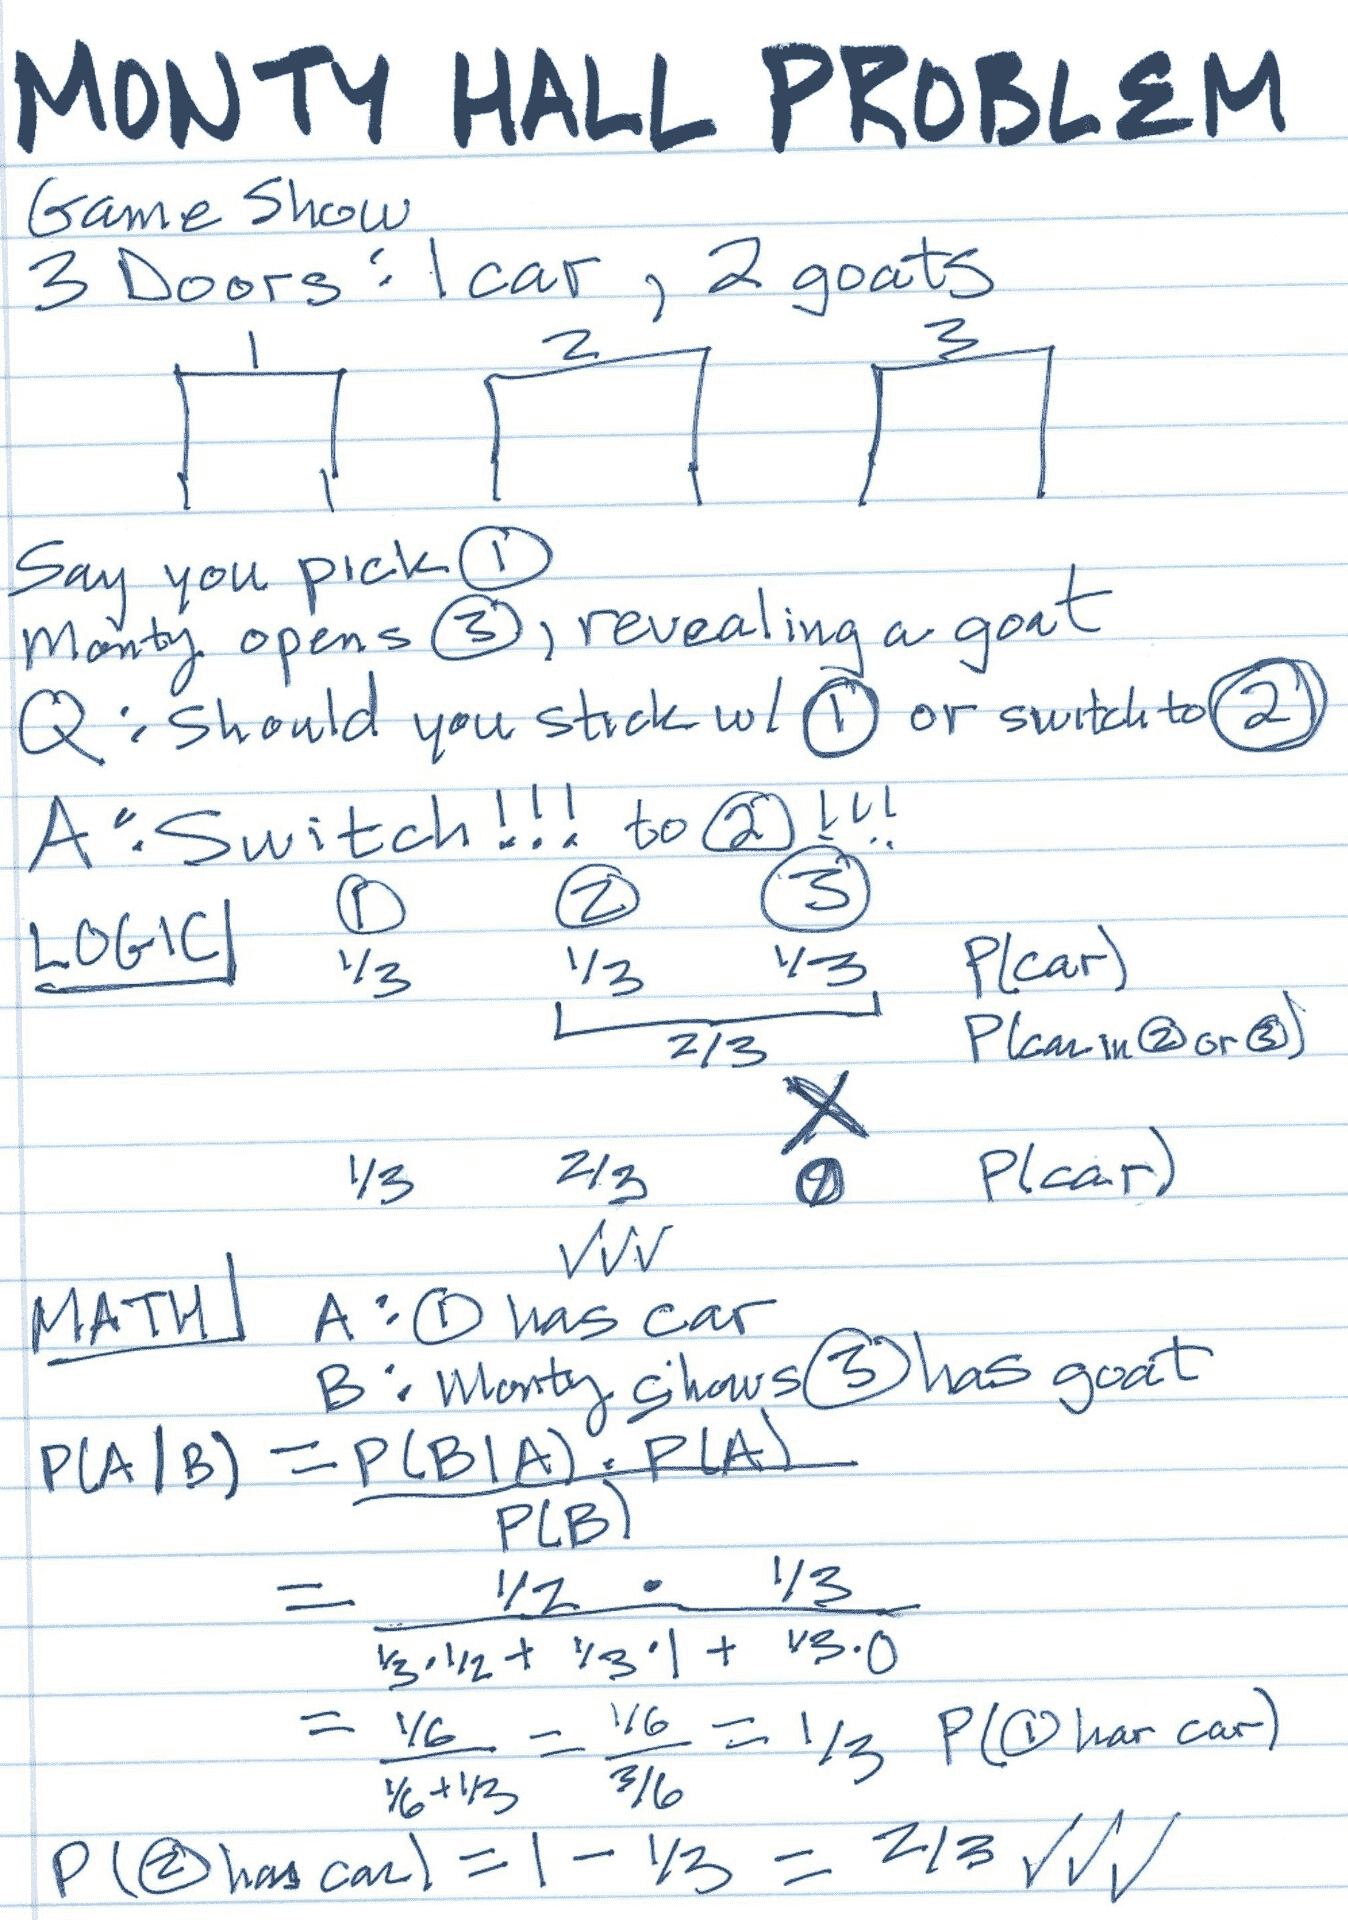 MONTY HALL PROBLEM
Game Show
3 Doors: 1 car, 2 goats
1 2 3
Say you pick ①
Monty opens ③, revealing a goat
Q: Should you stick w/ ① or switch to ②
A: Switch!!! to ②!!!
LOGIC ① ② ③
1/3 1/3 1/3 P(car)
2/3 P(car in ② or ③)
X
1/3 2/3 0 P(car)
✓✓✓
MATH A: ① has car
B: Monty shows ③ has goat
P(A|B) = P(B|A) · P(A)
P(B)
= 1/2 · 1/3
1/3·1/2 + 1/3·1 + 1/3·0
= 1/6 = 1/6 = 1/3 P(① has car)
1/6+1/3 3/6
P(② has car) = 1 - 1/3 = 2/3 ✓✓✓